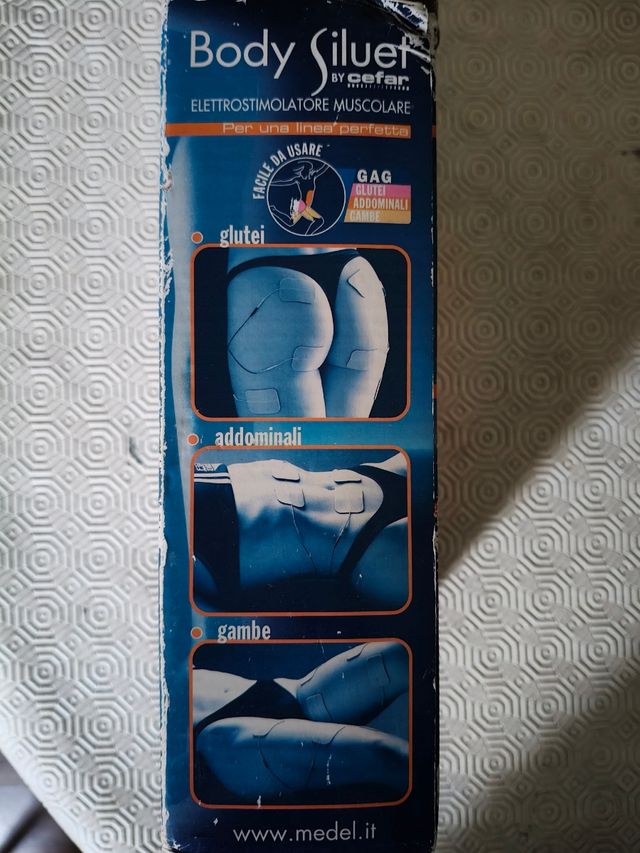 Body Siluet
BY cefar
ELETTROSTIMOLATORE MUSCOLARE
Per una linea perfetta
FACILE DA USARE
GAG
GLUTEI
ADDOMINALI
GAMBE
glutei
addominali
gambe
www.medel.it